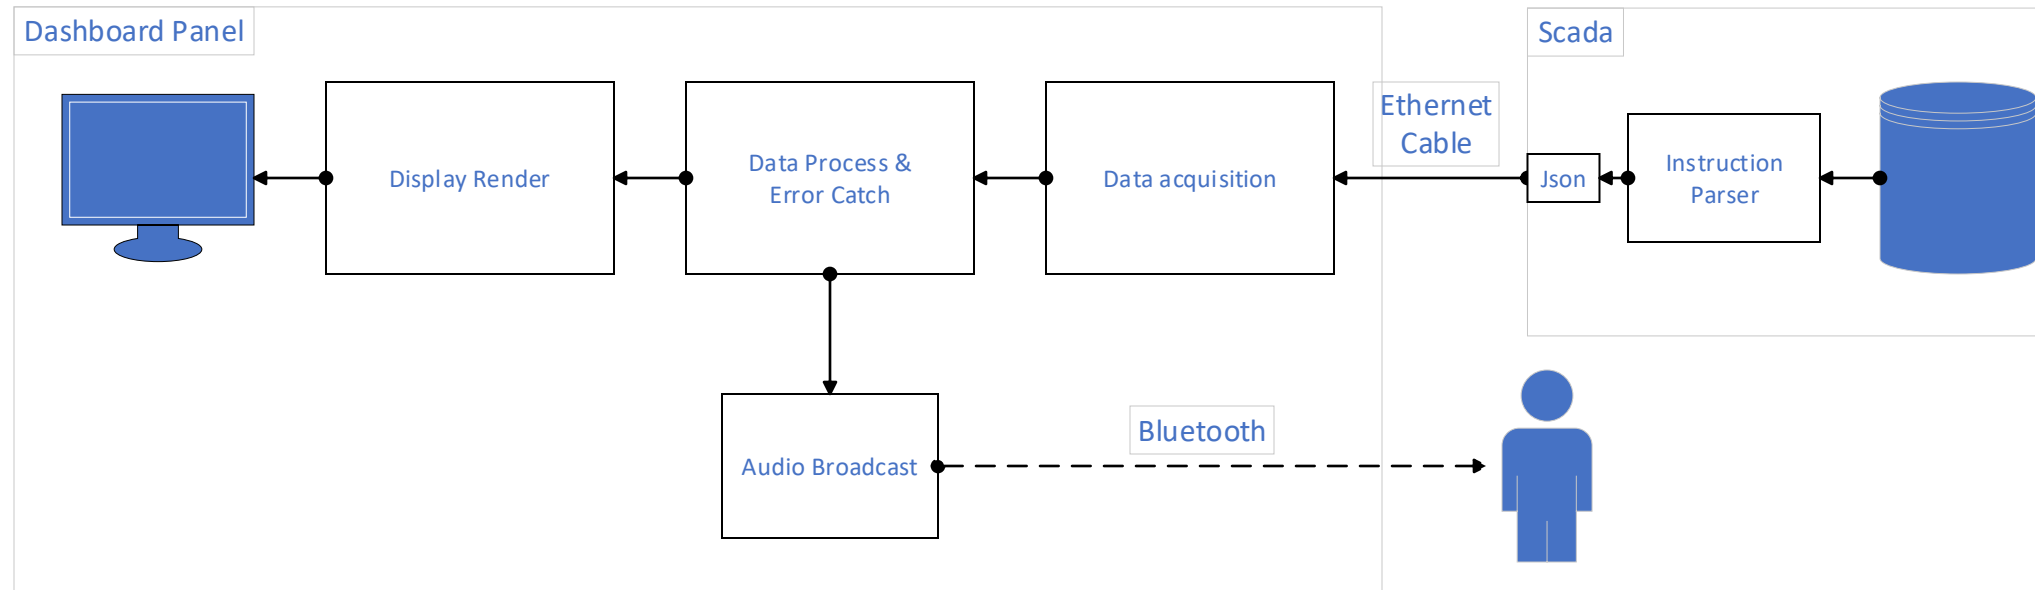 Dashboard Panel
Scada
Display Render
Data Process &
Error Catch
Data acquisition
Ethernet
Cable
Json
Instruction
Parser
Audio Broadcast
Bluetooth